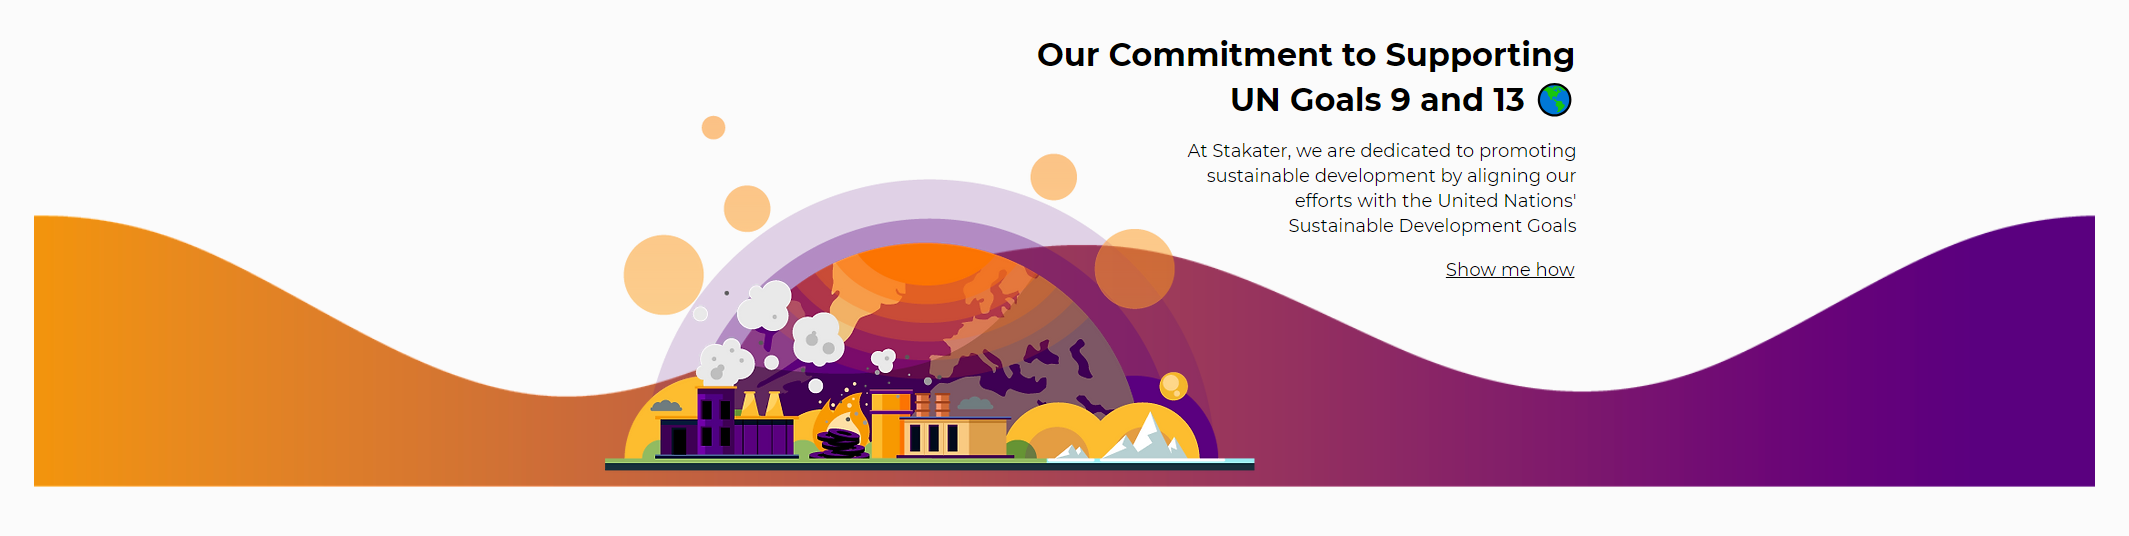 Our Commitment to Supporting
UN Goals 9 and 13 🌎
At Stakater, we are dedicated to promoting
sustainable development by aligning our
efforts with the United Nations'
Sustainable Development Goals
Show me how